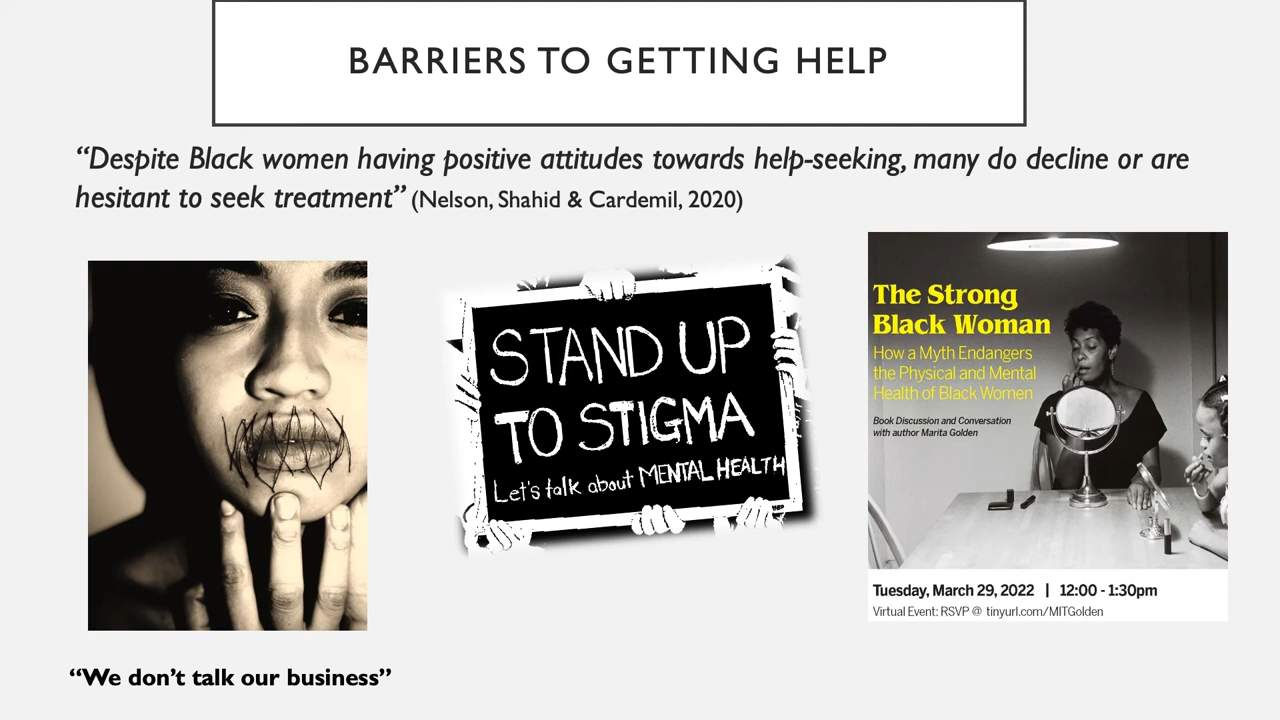 BARRIERS TO GETTING HELP
“Despite Black women having positive attitudes towards help-seeking, many do decline or are
hesitant to seek treatment” (Nelson, Shahid & Cardemil, 2020)
STAND UP
TO STIGMA
Let's talk about MENTAL HEALTH
The Strong
Black Woman
How a Myth Endangers
the Physical and Mental
Health of Black Women
Book Discussion and Conversation
with author Marita Golden
Tuesday, March 29, 2022 | 12:00 - 1:30pm
Virtual Event: RSVP @ tinyurl.com/MITGolden
“We don’t talk our business”